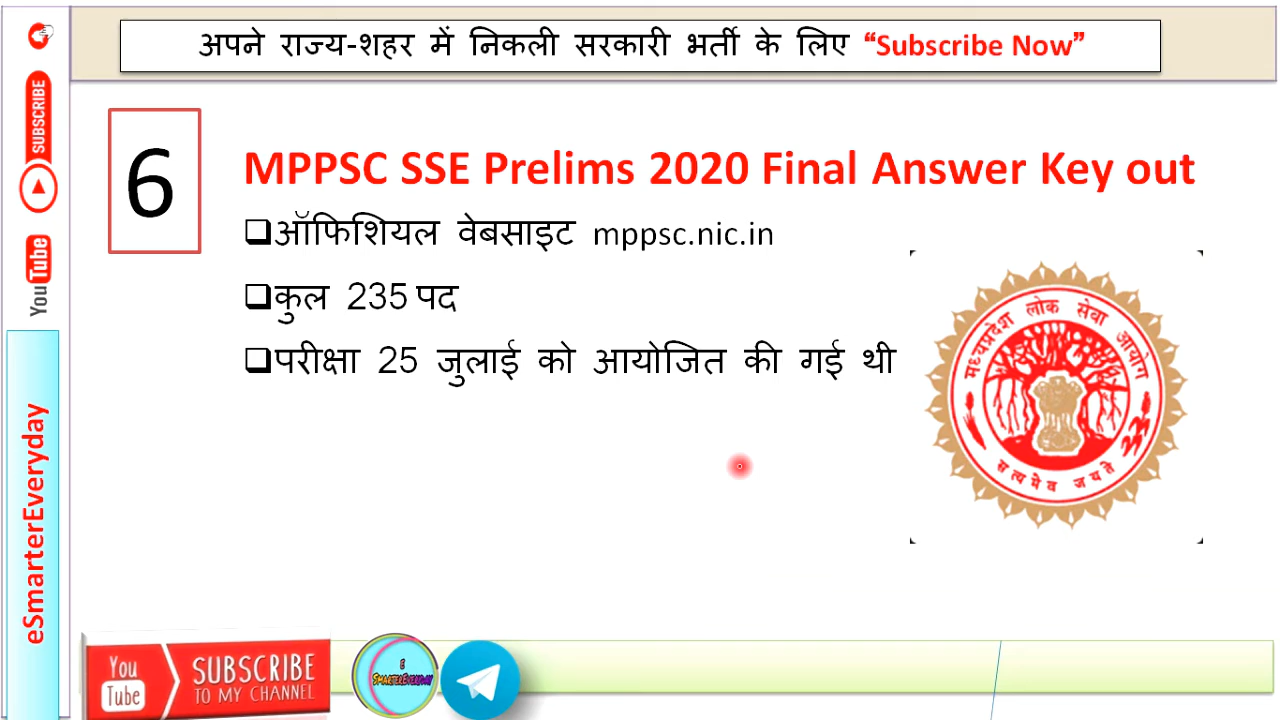 अपने राज्य-शहर में निकली सरकारी भर्ती के लिए “Subscribe Now”
SUBSCRIBE
YouTube
eSmarterEveryday
6
MPPSC SSE Prelims 2020 Final Answer Key out
ऑफिशियल वेबसाइट mppsc.nic.in
कुल 235 पद
परीक्षा 25 जुलाई को आयोजित की गई थी
मध्यप्रदेश लोक सेवा आयोग
सत्यमेव जयते
You Tube
SUBSCRIBE
TO MY CHANNEL
E
SMARTEREVERYDAY